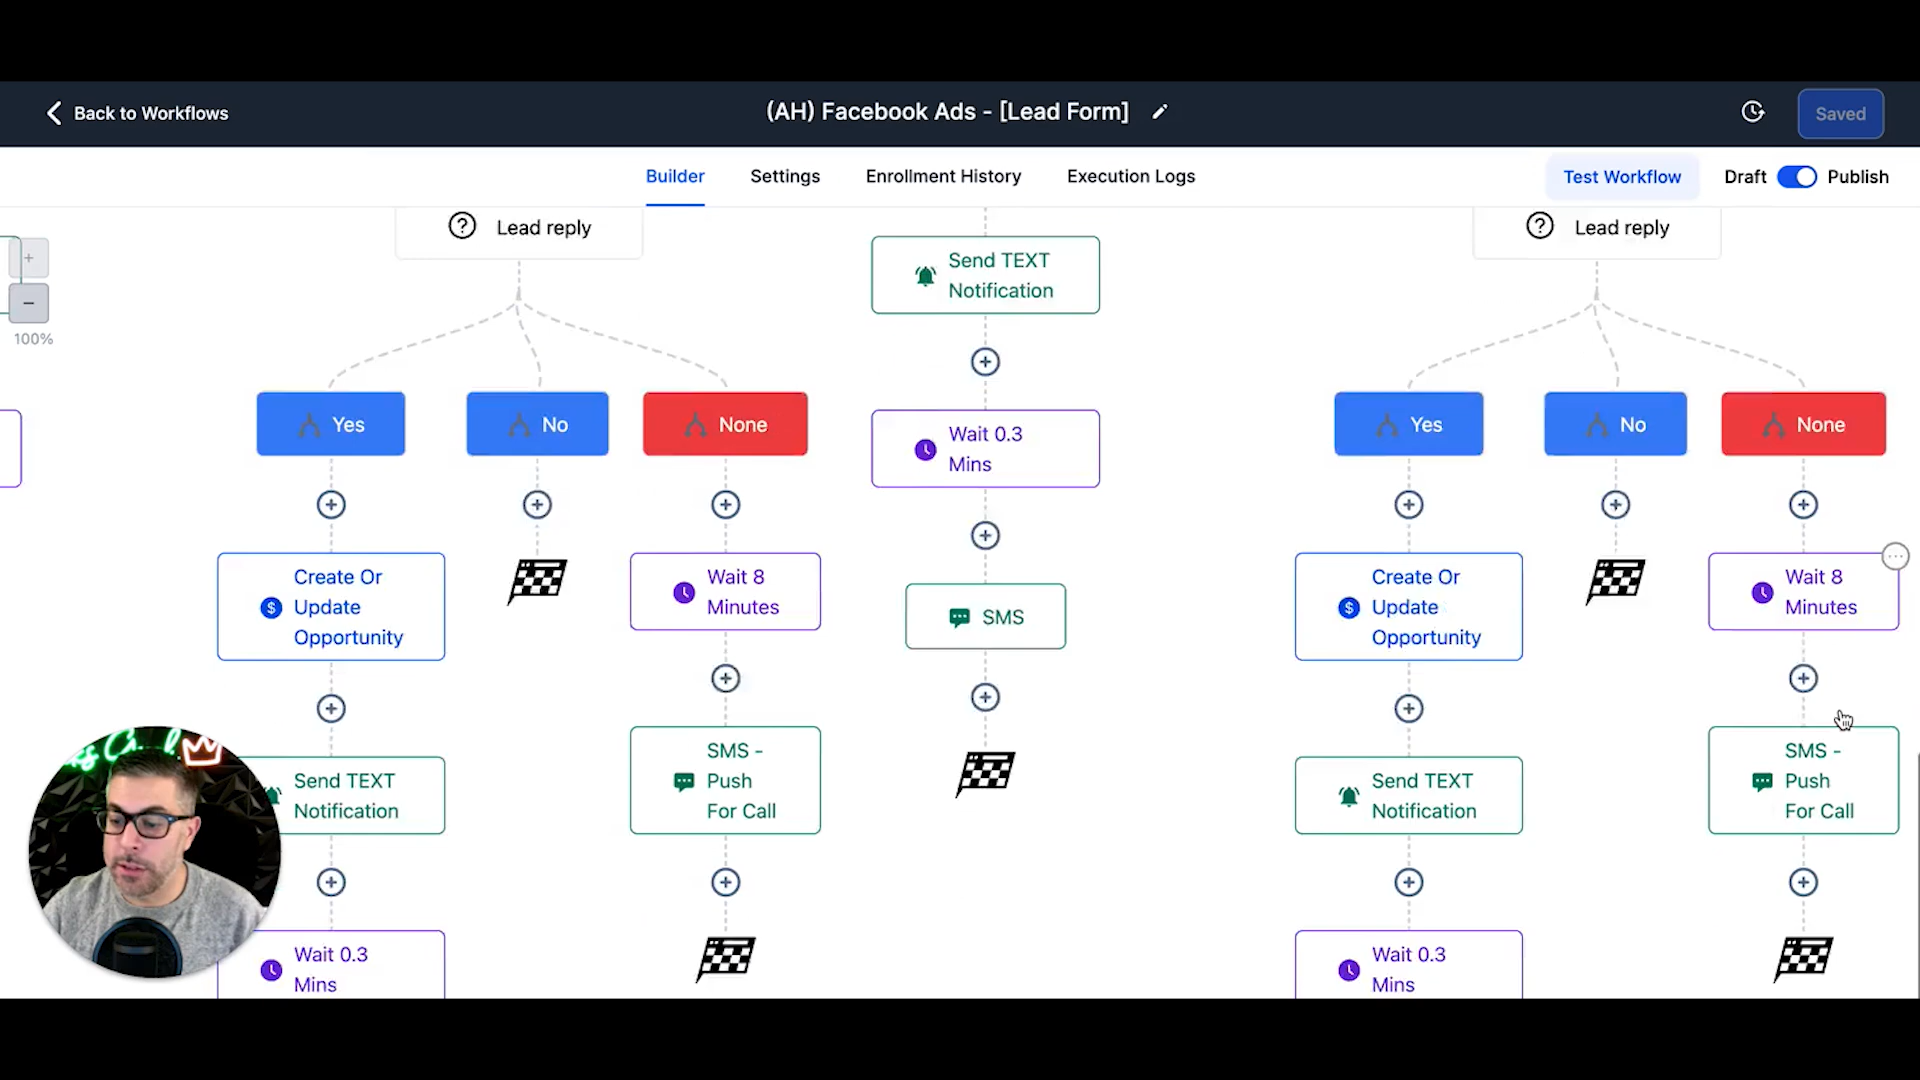 Back to Workflows
(AH) Facebook Ads - [Lead Form]
Saved
Builder
Settings
Enrollment History
Execution Logs
Test Workflow
Draft
Publish
100%
Lead reply
Yes
No
None
Create Or
Update
Opportunity
Send TEXT
Notification
Wait 0.3
Mins
Wait 8
Minutes
SMS -
Push
For Call
Send TEXT
Notification
Wait 0.3
Mins
SMS
Lead reply
Yes
No
None
Create Or
Update
Opportunity
Send TEXT
Notification
Wait 0.3
Mins
Wait 8
Minutes
SMS -
Push
For Call